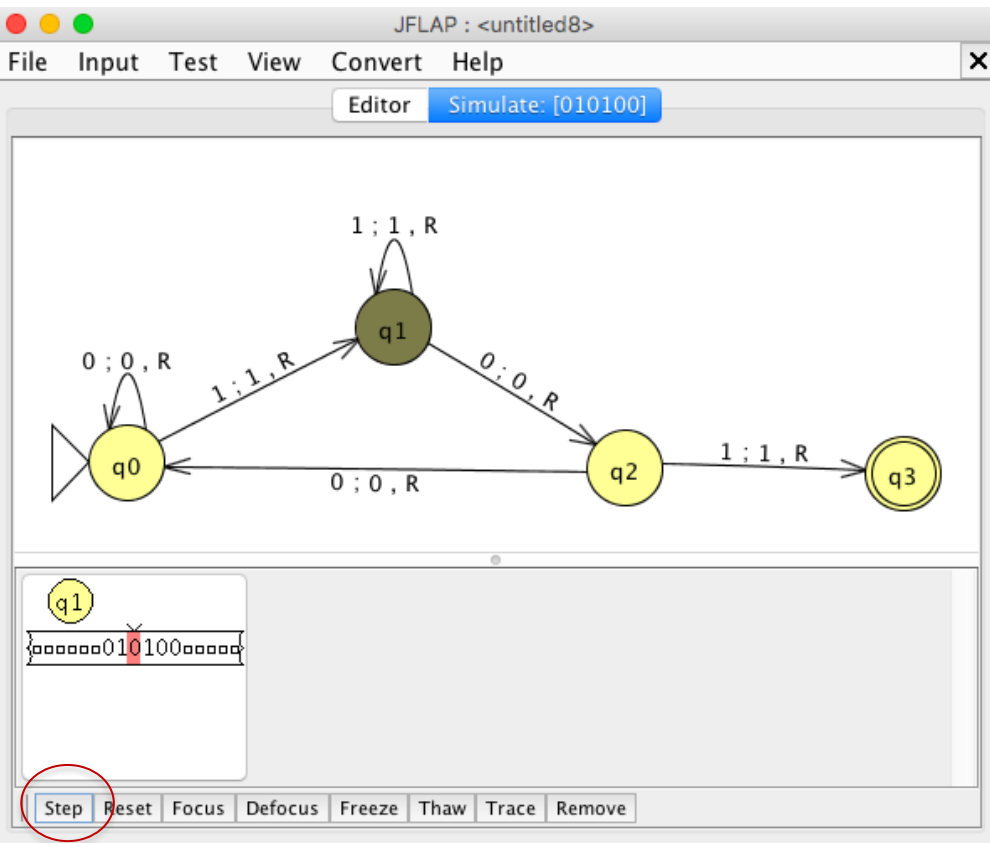 JFLAP : <untitled8>
File Input Test View Convert Help
Editor Simulate: [010100]
1 ; 1 , R
q1
0 ; 0 , R
1 ; 1 , R
0 ; 0 , R
q0
q2
1 ; 1 , R
q3
0 ; 0 , R
q1
□□□□□□010100□□□□□
Step Reset Focus Defocus Freeze Thaw Trace Remove